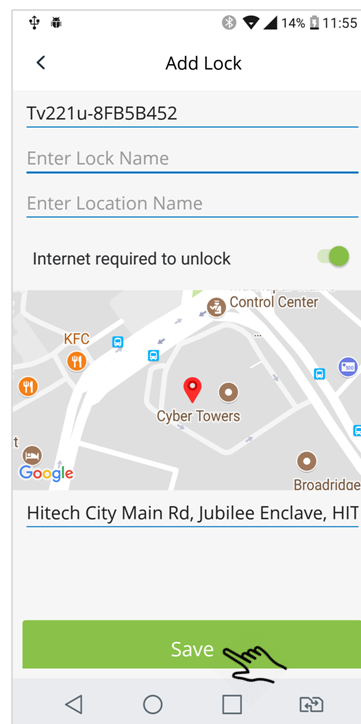 14% 11:55
Add Lock
Tv221u-8FB5B452
Enter Lock Name
Enter Location Name
Internet required to unlock
Control Center
KFC
Cyber Towers
t
Google
Broadridge
Hitech City Main Rd, Jubilee Enclave, HIT
Save